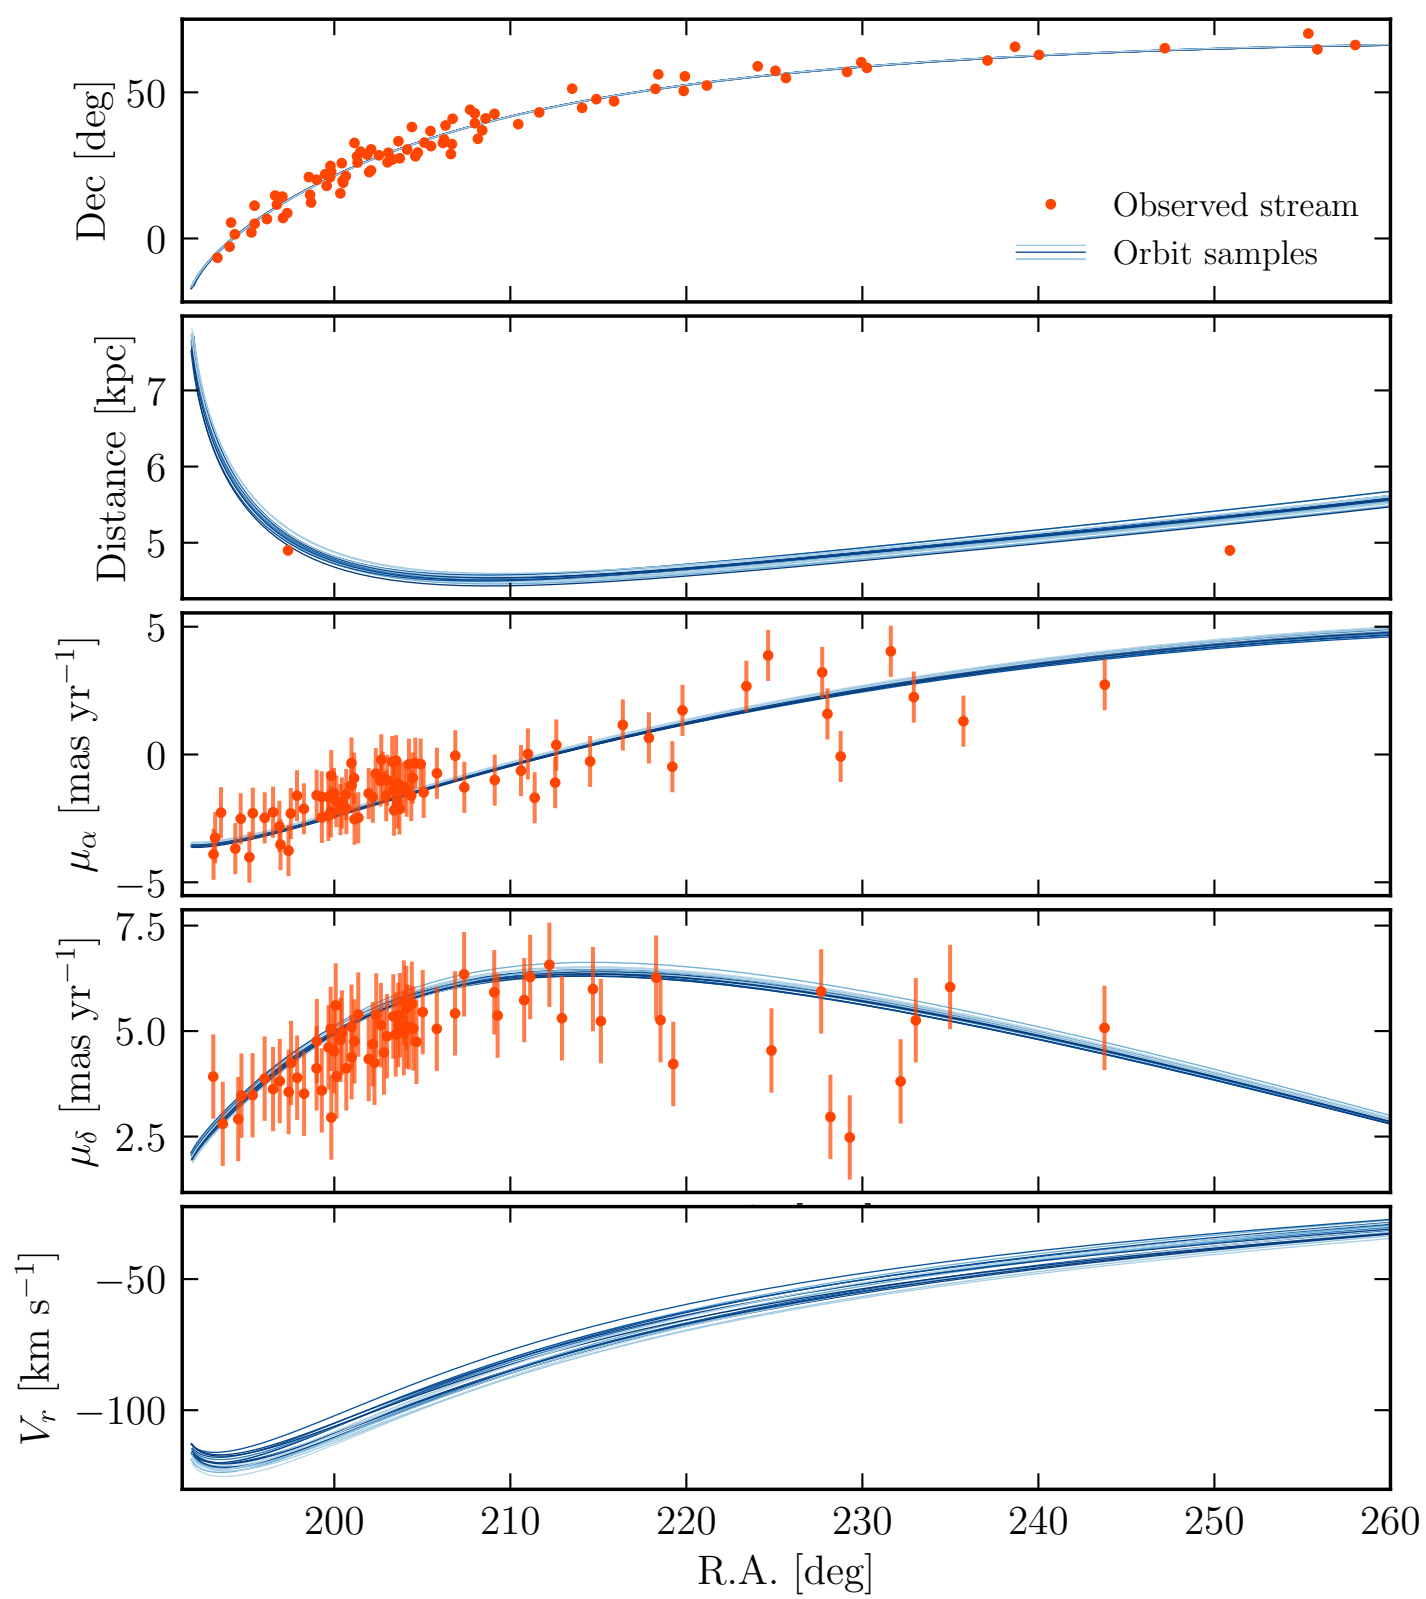 Dec [deg]
50
0
Observed stream
Orbit samples
Distance [kpc]
7
6
5
μα [mas yr⁻¹]
5
0
−5
μδ [mas yr⁻¹]
7.5
5.0
2.5
Vr [km s⁻¹]
−50
−100
200 210 220 230 240 250 260
R.A. [deg]